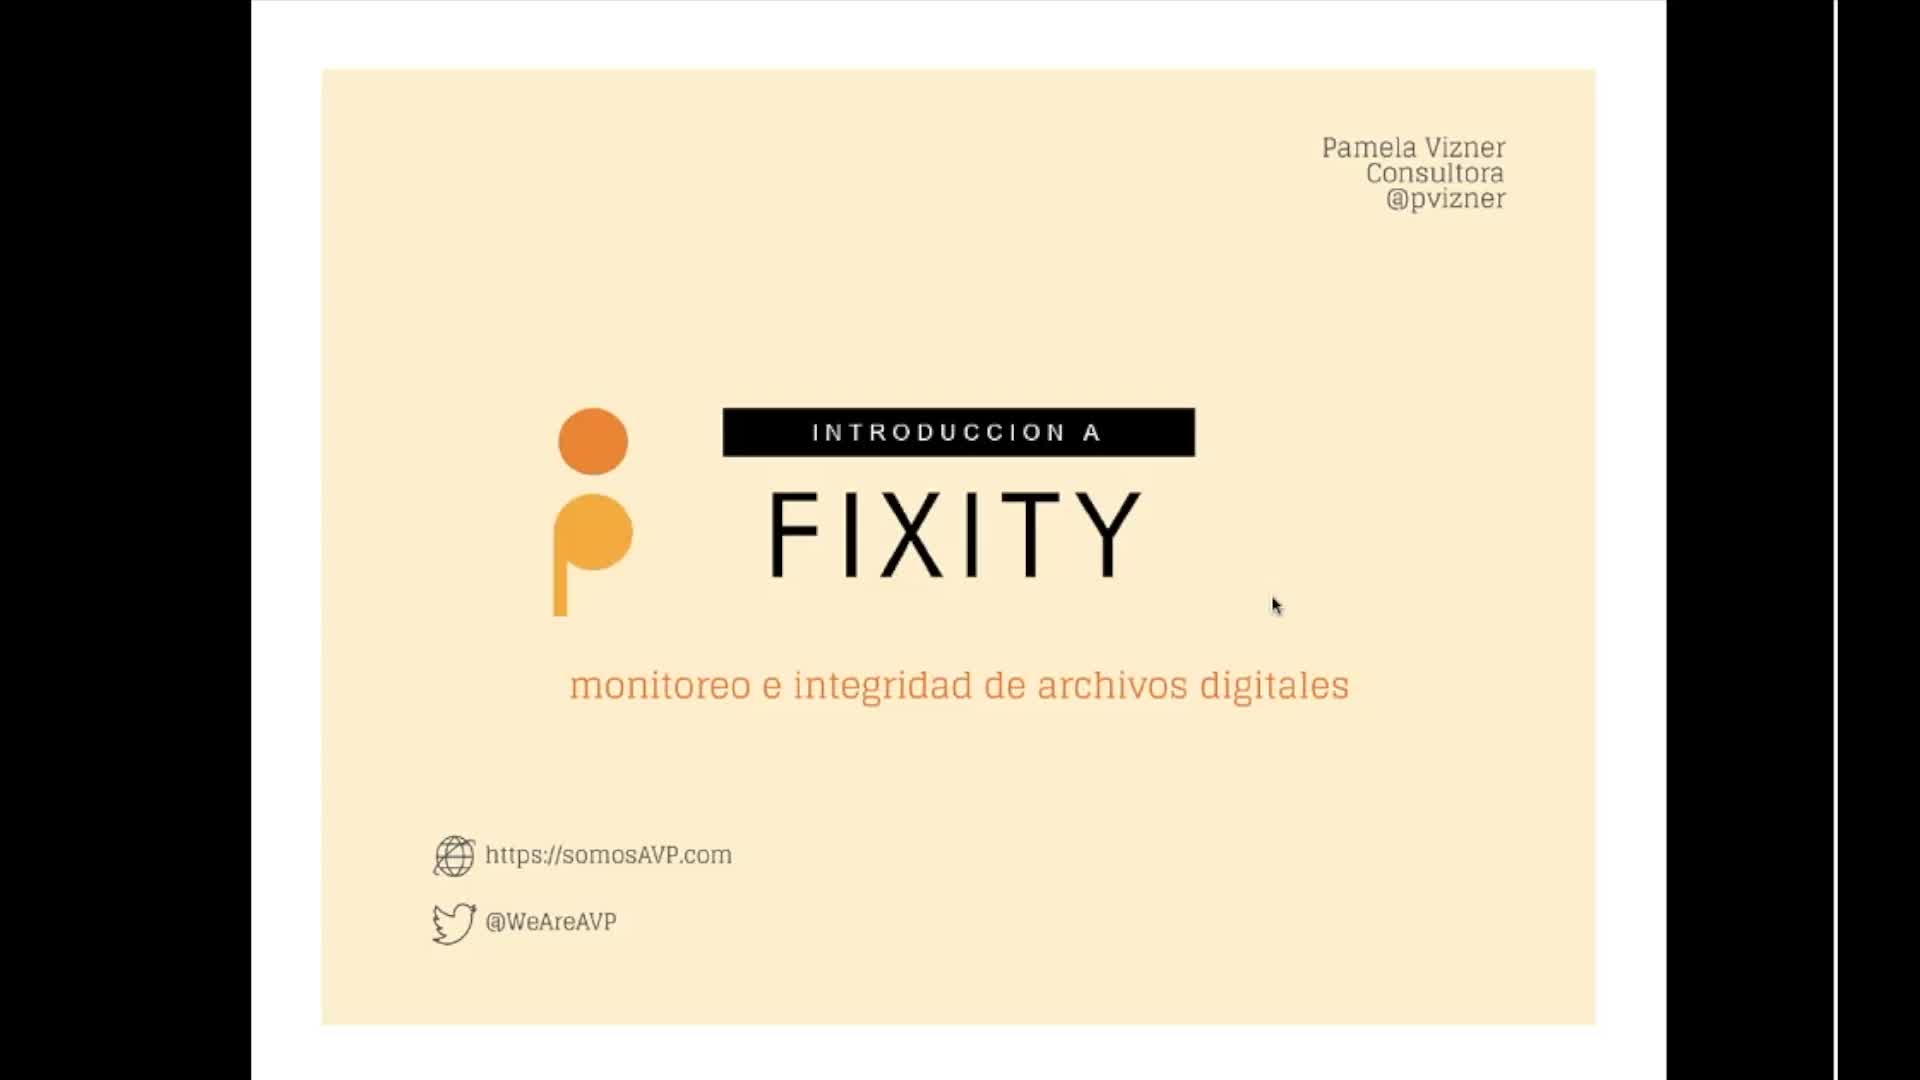 Pamela Vizner
Consultora
@pvizner
INTRODUCCION A
FIXITY
monitoreo e integridad de archivos digitales
https://somosAVP.com
@WeAreAVP